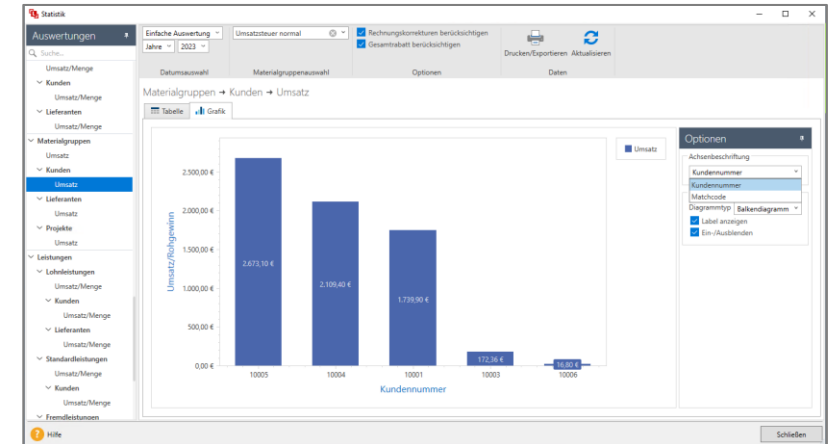 Statistik
Auswertungen
Suche...
Umsatz/Menge
Kunden
Umsatz/Menge
Lieferanten
Umsatz/Menge
Materialgruppen
Umsatz
Kunden
Umsatz
Lieferanten
Umsatz
Projekte
Umsatz
Leistungen
Lohnleistungen
Umsatz/Menge
Kunden
Umsatz/Menge
Lieferanten
Umsatz/Menge
Standardleistungen
Umsatz/Menge
Kunden
Umsatz/Menge
Fremdleistungen
Einfache Auswertung
Jahre 2023
Datumsauswahl
Umsatzsteuer normal
Materialgruppenauswahl
Rechnungskorrekturen berücksichtigen
Gesamtrabatt berücksichtigen
Optionen
Drucken/Exportieren Aktualisieren
Daten
Materialgruppen → Kunden → Umsatz
Tabelle Grafik
Umsatz/Rohgewinn
2.500,00 €
2.000,00 €
1.500,00 €
1.000,00 €
500,00 €
0,00 €
2.673,10 €
2.109,40 €
1.739,90 €
172,36 €
16,80 €
10005 10004 10001 10003 10006
Kundennummer
Umsatz
Optionen
Achsenbeschriftung
Kundennummer
Kundennummer
Matchcode
Diagrammtyp Balkendiagramm
Label anzeigen
Ein-/Ausblenden
Hilfe
Schließen